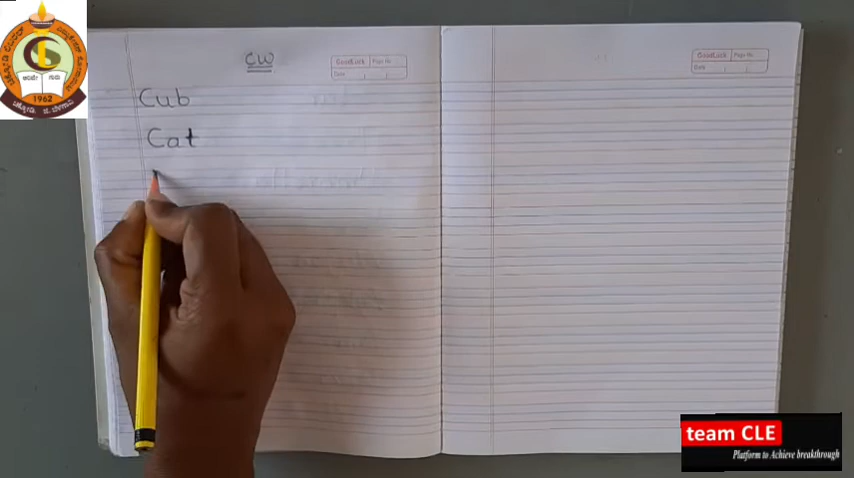 CW
GoodLuck Page No.
Date
GoodLuck Page No.
Date
Cub
Cat
1962
team CLE
Platform to Achieve breakthrough